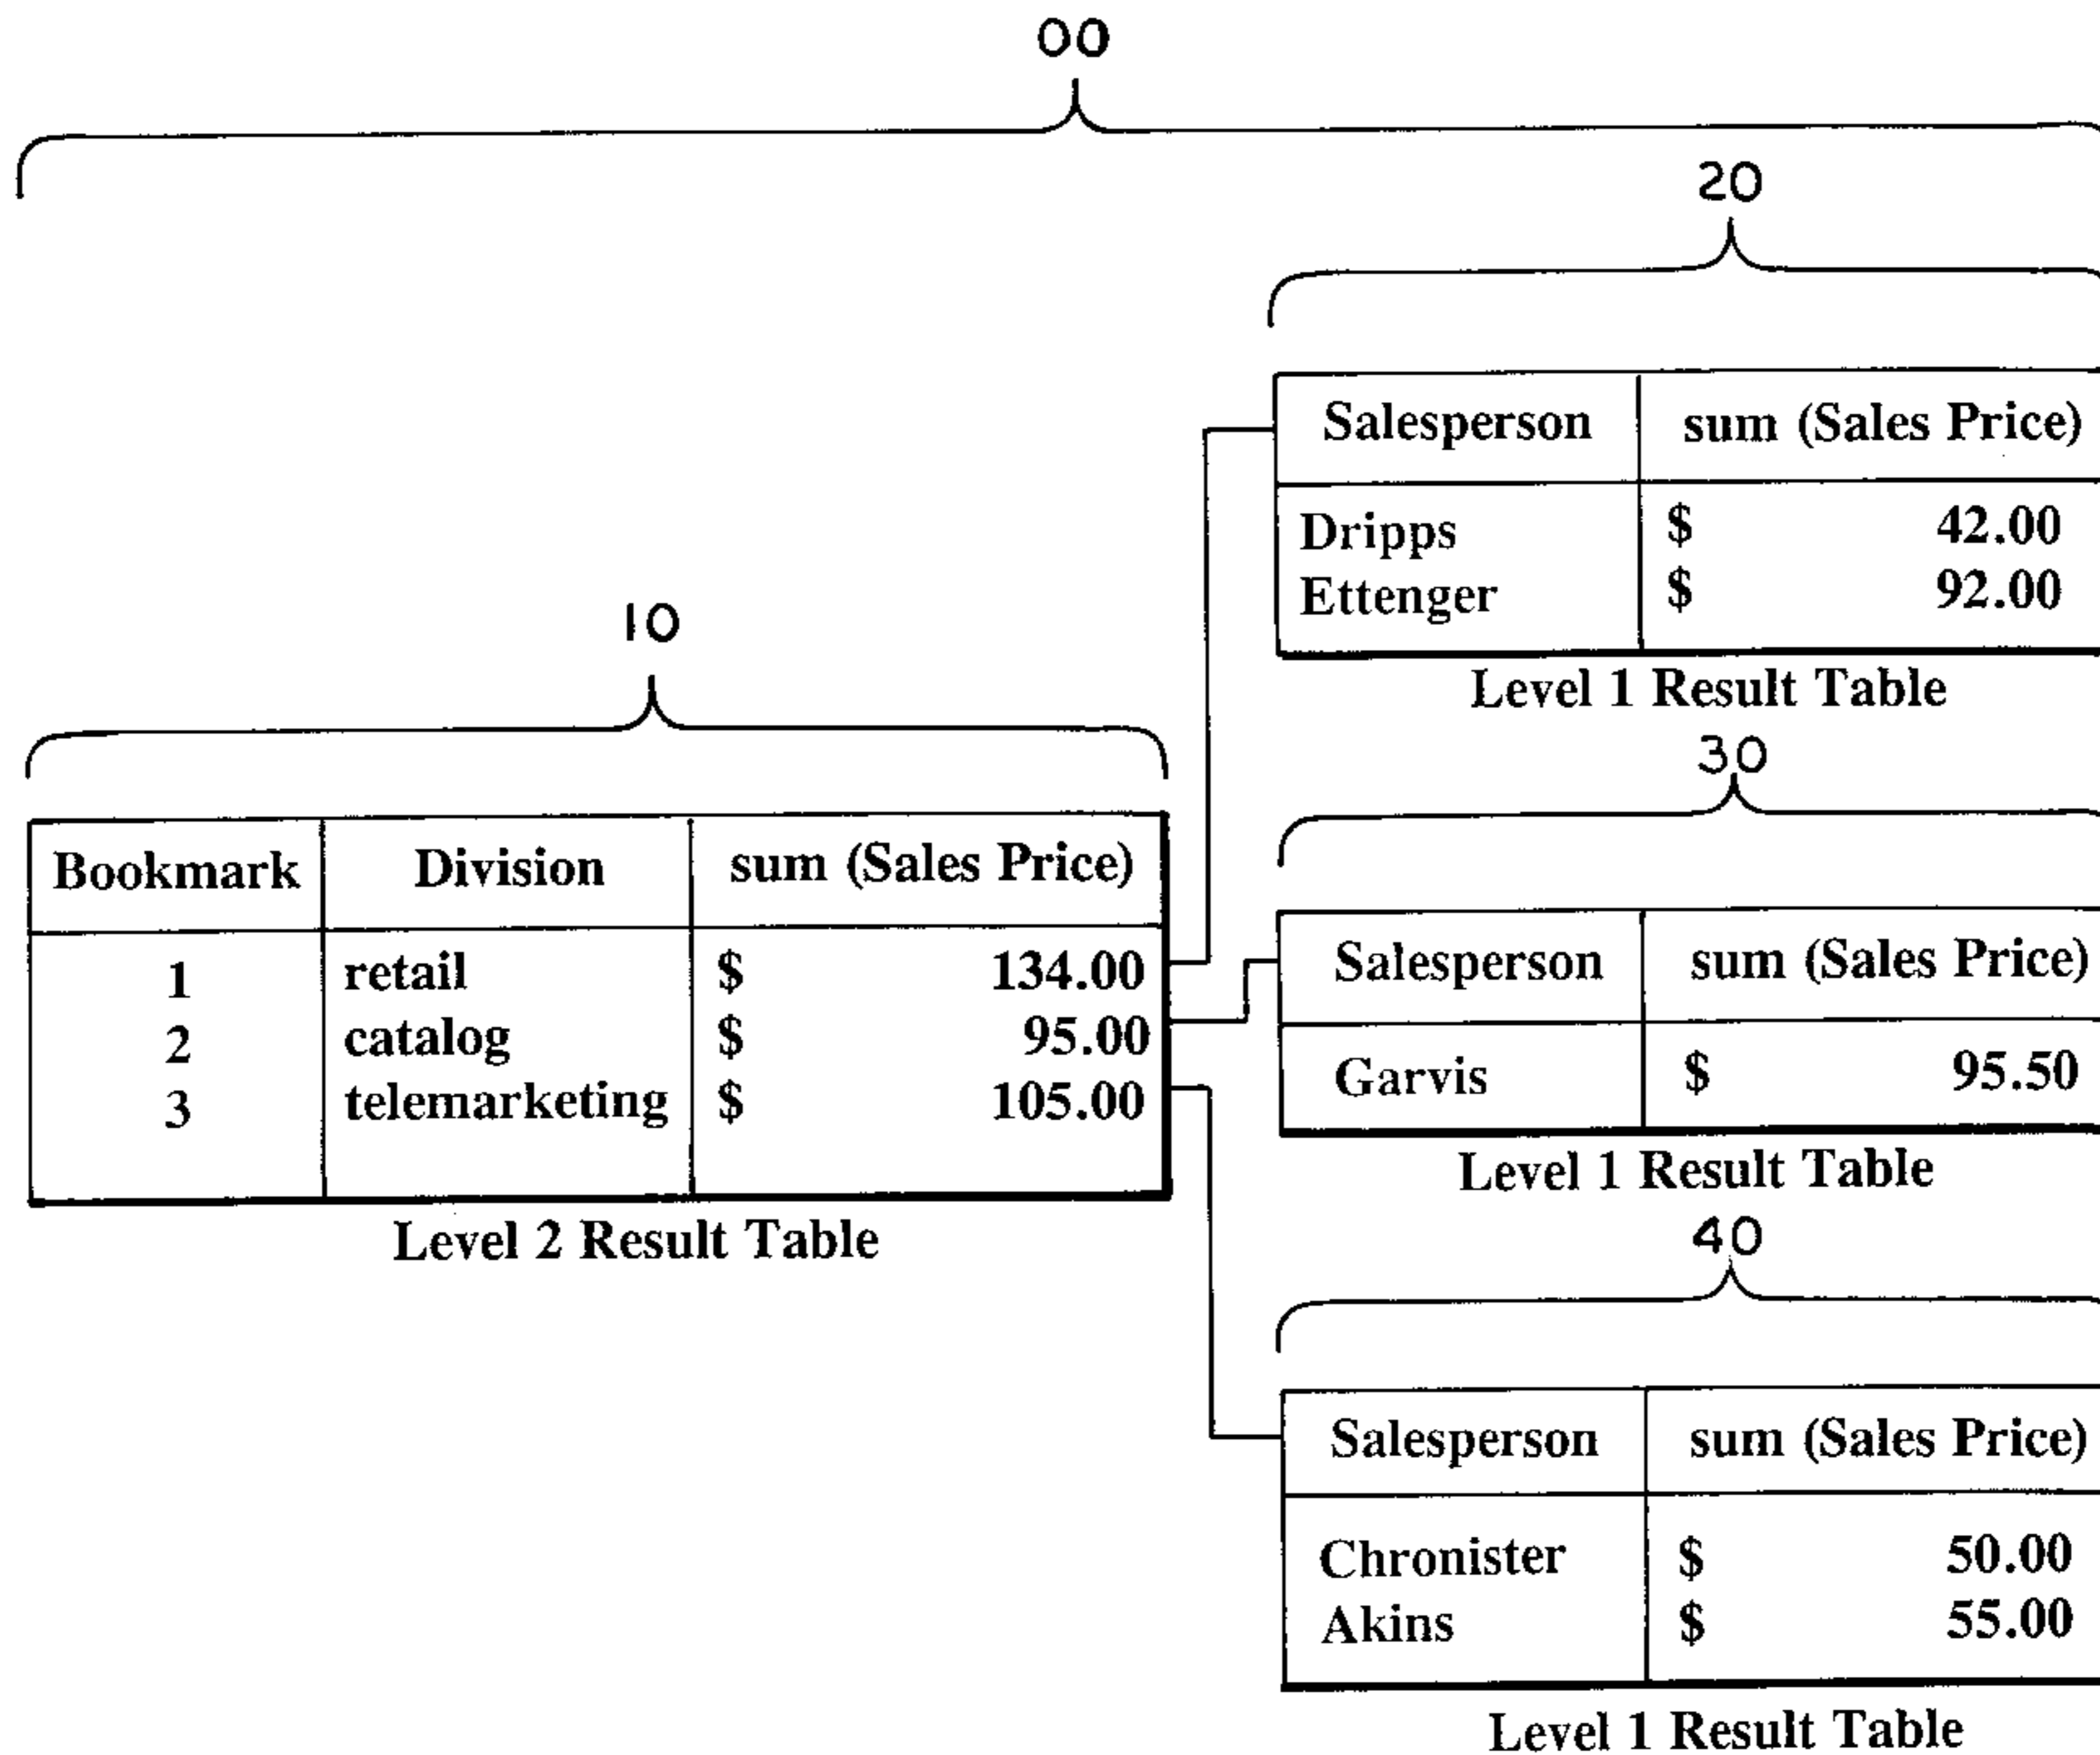 00
20
Salesperson sum (Sales Price)
Dripps $ 42.00
Ettenger $ 92.00
Level 1 Result Table
10
Bookmark Division sum (Sales Price)
1 retail $ 134.00
2 catalog $ 95.00
3 telemarketing $ 105.00
Level 2 Result Table
30
Salesperson sum (Sales Price)
Garvis $ 95.50
Level 1 Result Table
40
Salesperson sum (Sales Price)
Chronister $ 50.00
Akins $ 55.00
Level 1 Result Table